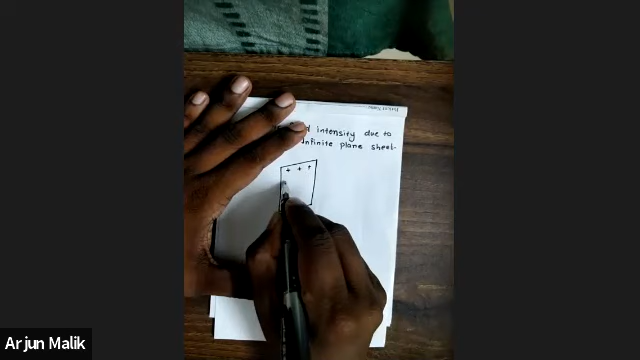 intensity due to
infinite plane sheet-
+ + +
Arjun Malik